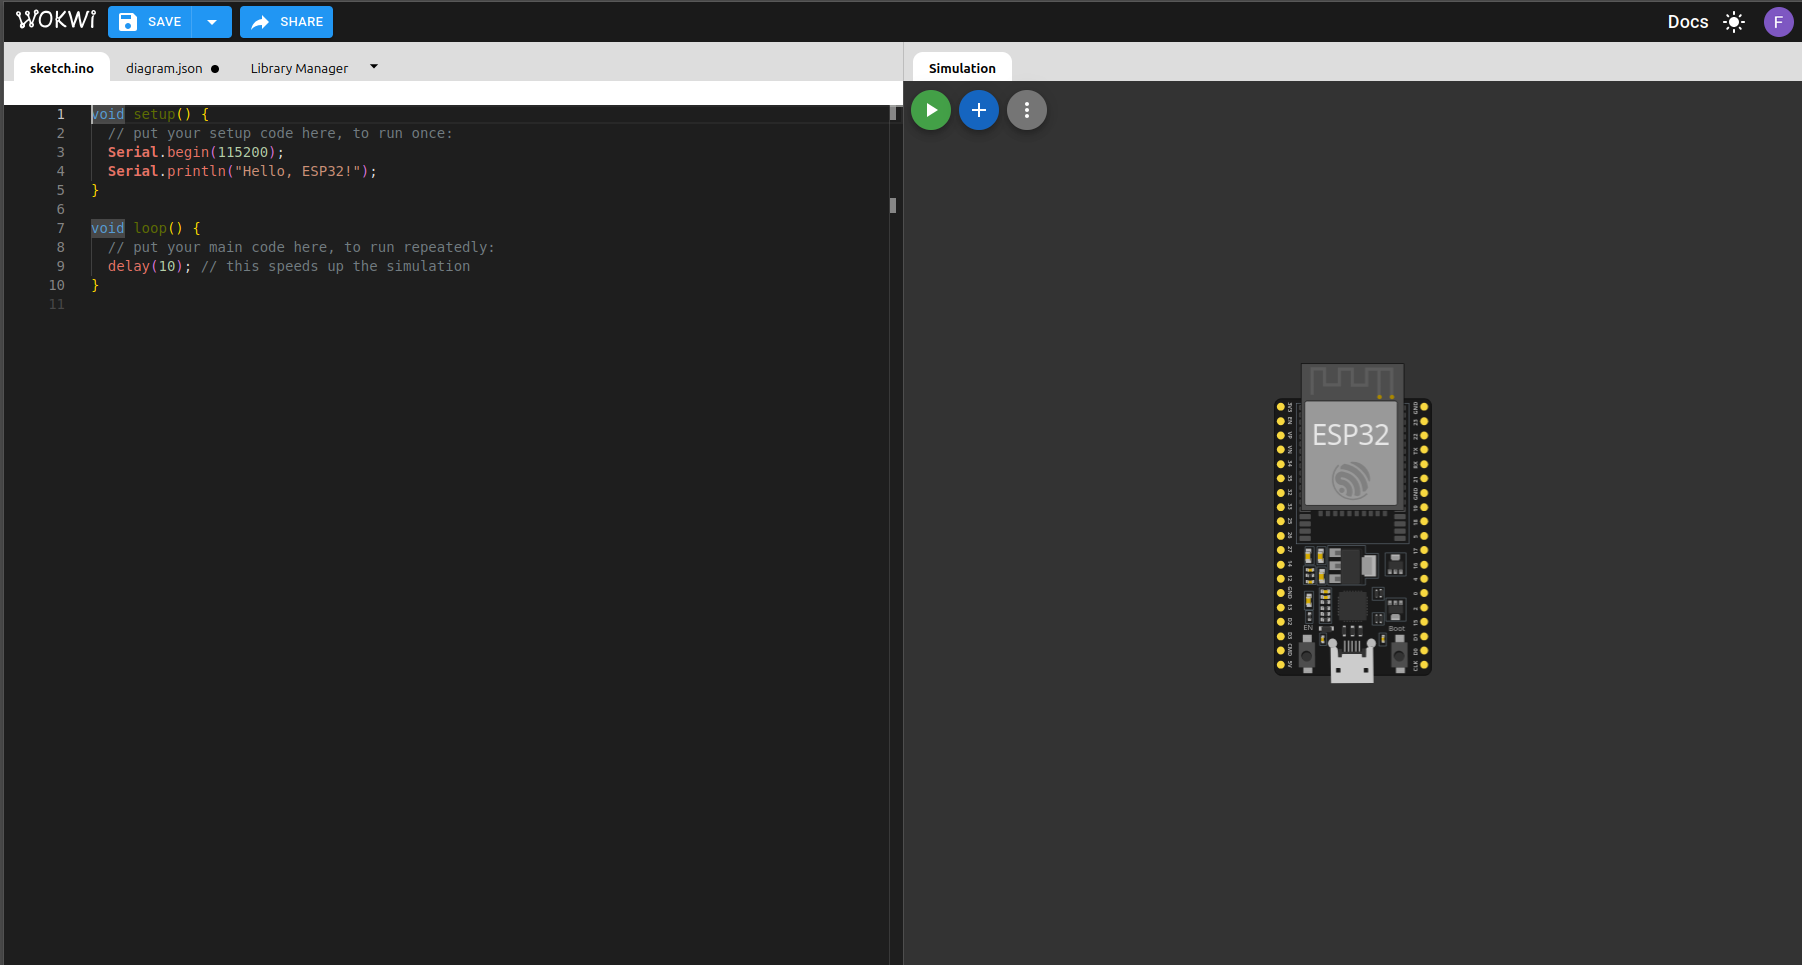 WOKWi SAVE SHARE Docs F
sketch.ino diagram.json ● Library Manager Simulation
1 void setup() {
2 // put your setup code here, to run once:
3 Serial.begin(115200);
4 Serial.println("Hello, ESP32!");
5 }
6
7 void loop() {
8 // put your main code here, to run repeatedly:
9 delay(10); // this speeds up the simulation
10 }
11
ESP32
EN Boot